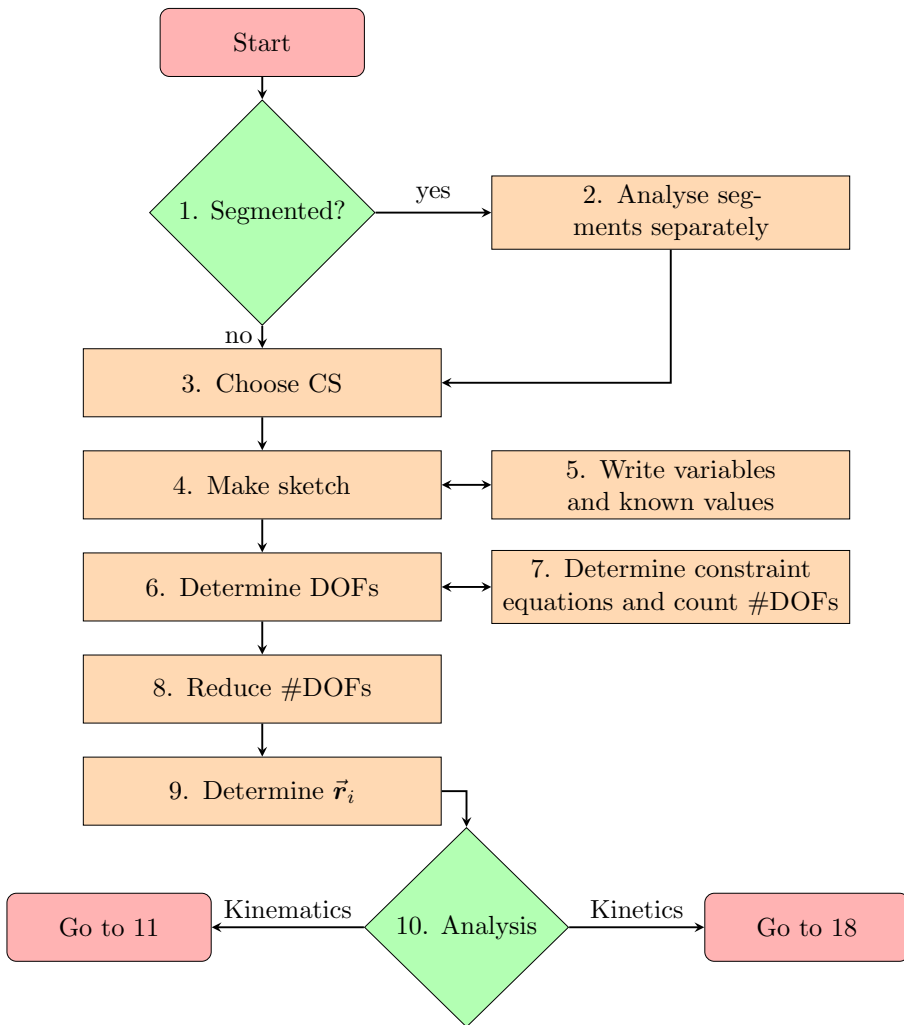 Start
1. Segmented?
yes
2. Analyse seg-
ments separately
no
3. Choose CS
4. Make sketch
5. Write variables
and known values
6. Determine DOFs
7. Determine constraint
equations and count #DOFs
8. Reduce #DOFs
9. Determine $\vec{r}_i$
Kinematics
Kinetics
Go to 11
10. Analysis
Go to 18